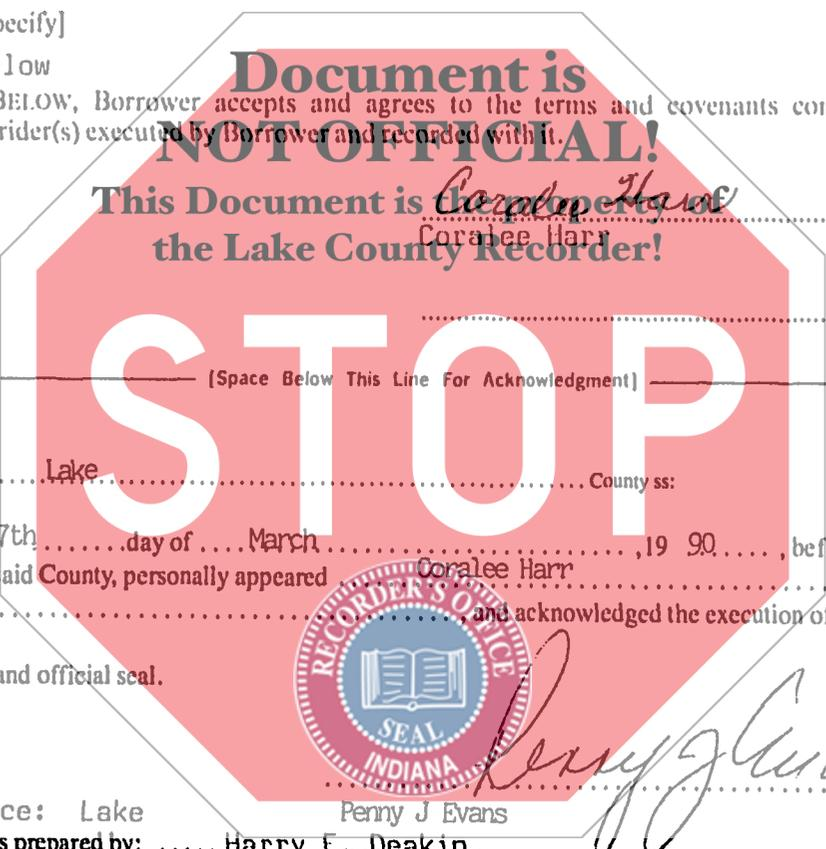 pecify]
low
Document is
BELOW, Borrower accepts and agrees to the terms and covenants con
rider(s) executed by Borrower and recorded with it.
NOT OFFICIAL!
Coralee Harr
This Document is the property of
Coralee Harr
the Lake County Recorder!
STOP
[Space Below This Line For Acknowledgment]
Lake County ss:
7th day of March ,19 90 , bef
aid County, personally appeared Coralee Harr
, and acknowledged the execution of
RECORDER'S OFFICE
and official seal.
SEAL
INDIANA
ce: Lake Penny J Evans
s prepared by: Harry F. Deakin